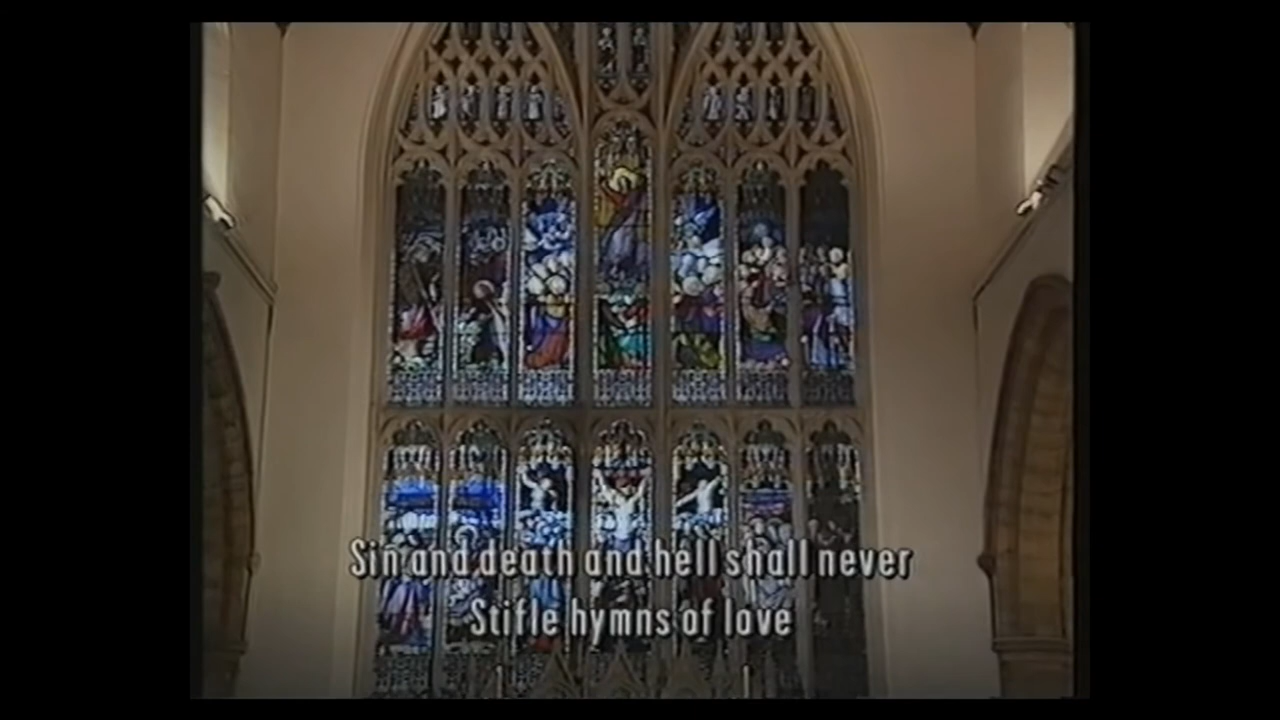 Sin and death and hell shall never
Stifle hymns of love